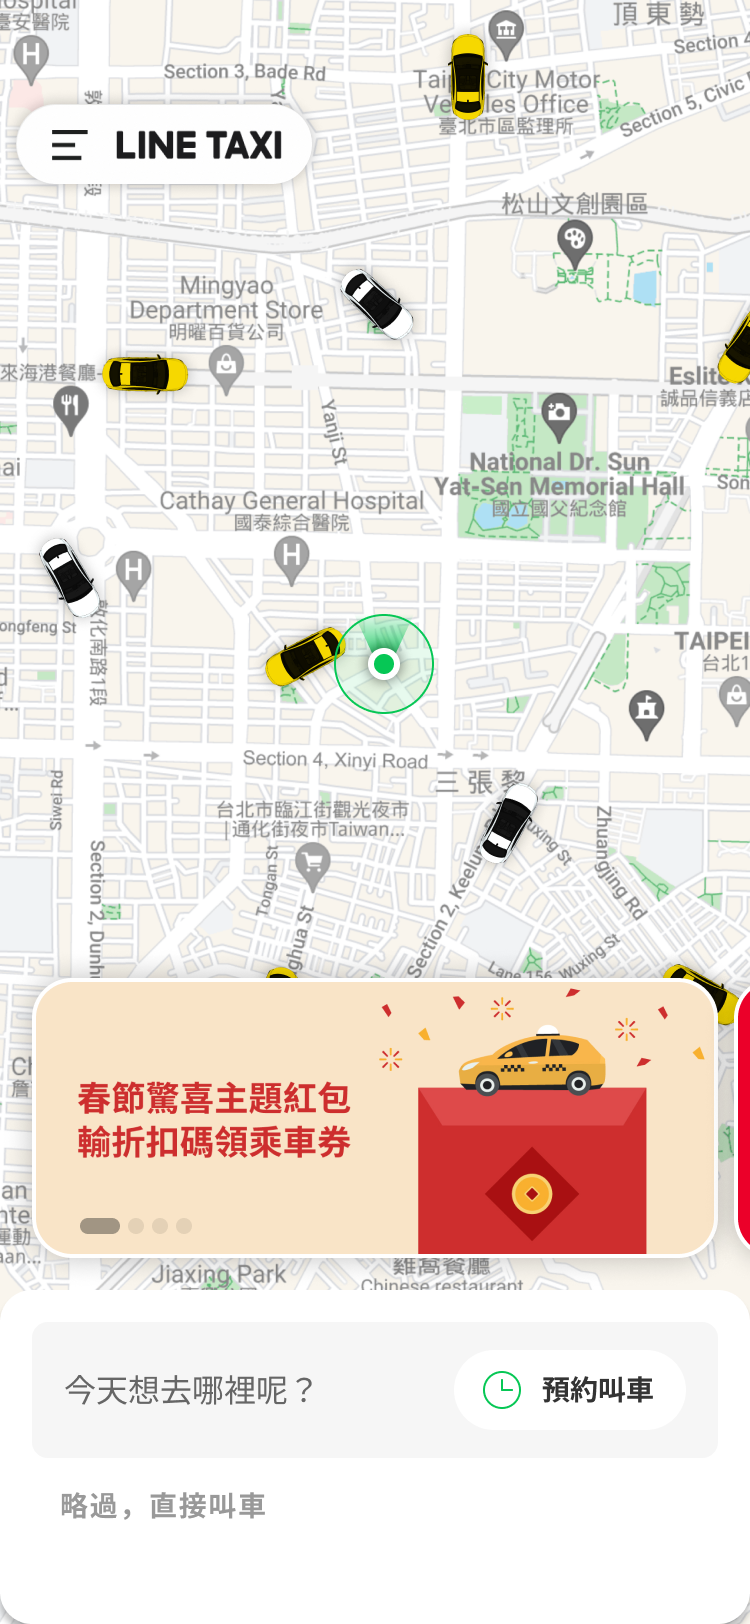 臺安醫院
頂東勢
Section 3, Bade Rd
Taipei City Motor
Vehicles Office
臺北市區監理所
Section 5, Civic
LINE TAXI
段
松山文創園區
Mingyao
Department Store
明曜百貨公司
來海港餐廳
Eslite
誠品信義店
Yanji St
National Dr. Sun
Yat-Sen Memorial Hall
國立國父紀念館
Son
Cathay General Hospital
國泰綜合醫院
H
H
H
ongfeng St
敦化南路1段
TAIPEI
台北1
Section 4, Xinyi Road
三張犂
Siwei Rd
台北市臨江街觀光夜市
|通化街夜市Taiwan...
Tongan St
Section 2, Keelu
Wuxing St
Zhuangjing Rd
Section 2, Dunh
ghua St
Lane 156, Wuxing St
春節驚喜主題紅包
輸折扣碼領乘車券
運動
Jiaxing Park
雞窩餐廳
Chinese restaurant
今天想去哪裡呢？
預約叫車
略過，直接叫車